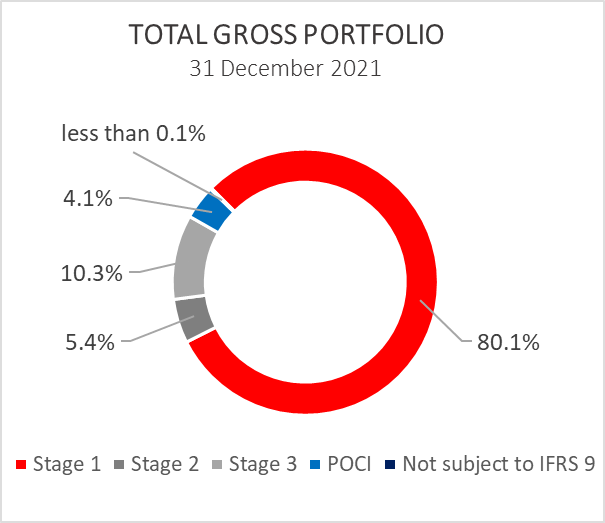 TOTAL GROSS PORTFOLIO
31 December 2021
less than 0.1%
4.1%
10.3%
5.4%
80.1%
Stage 1 Stage 2 Stage 3 POCI Not subject to IFRS 9